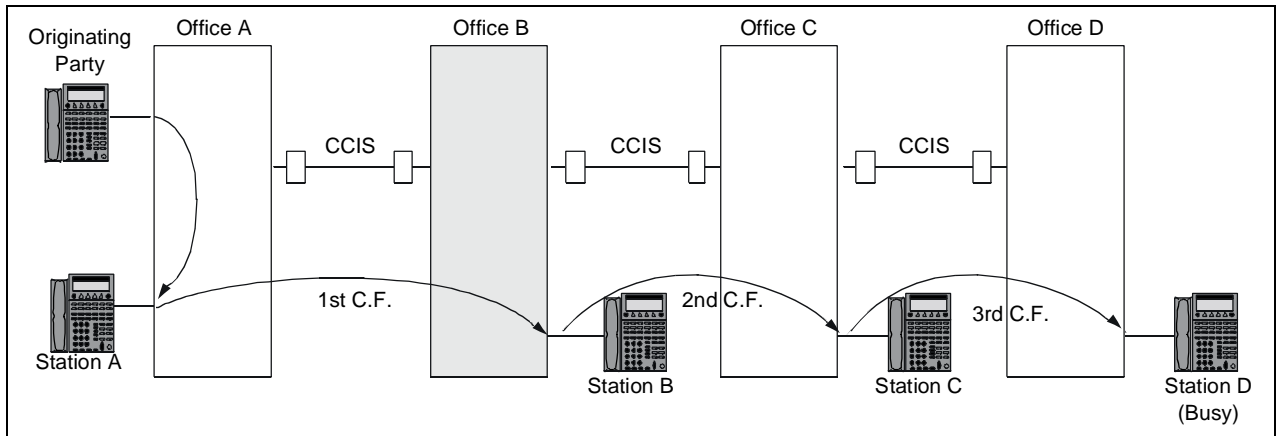 Office A
Office B
Office C
Office D
Originating
Party
CCIS
CCIS
CCIS
1st C.F.
2nd C.F.
3rd C.F.
Station A
Station B
Station C
Station D
(Busy)